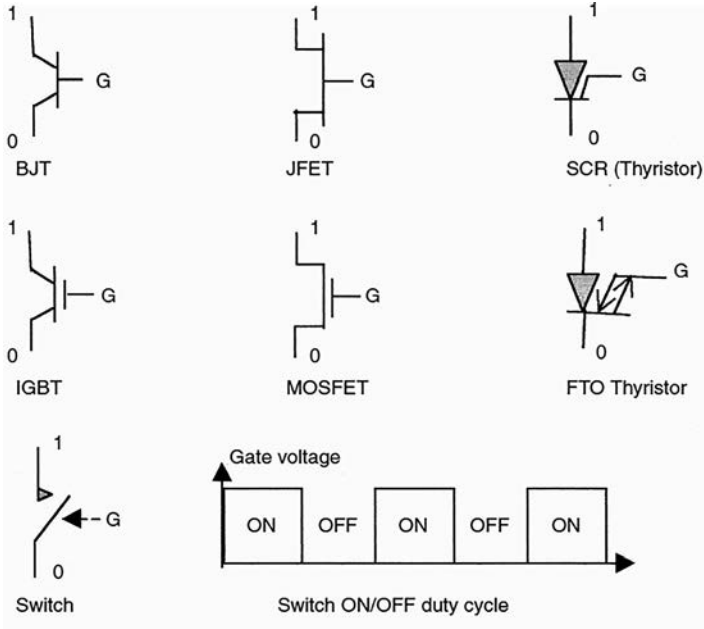 1
G
0
BJT
1
G
0
JFET
1
G
0
SCR (Thyristor)
1
G
0
IGBT
1
G
0
MOSFET
1
G
0
FTO Thyristor
1
G
0
Switch
Gate voltage
ON OFF ON OFF ON
Switch ON/OFF duty cycle